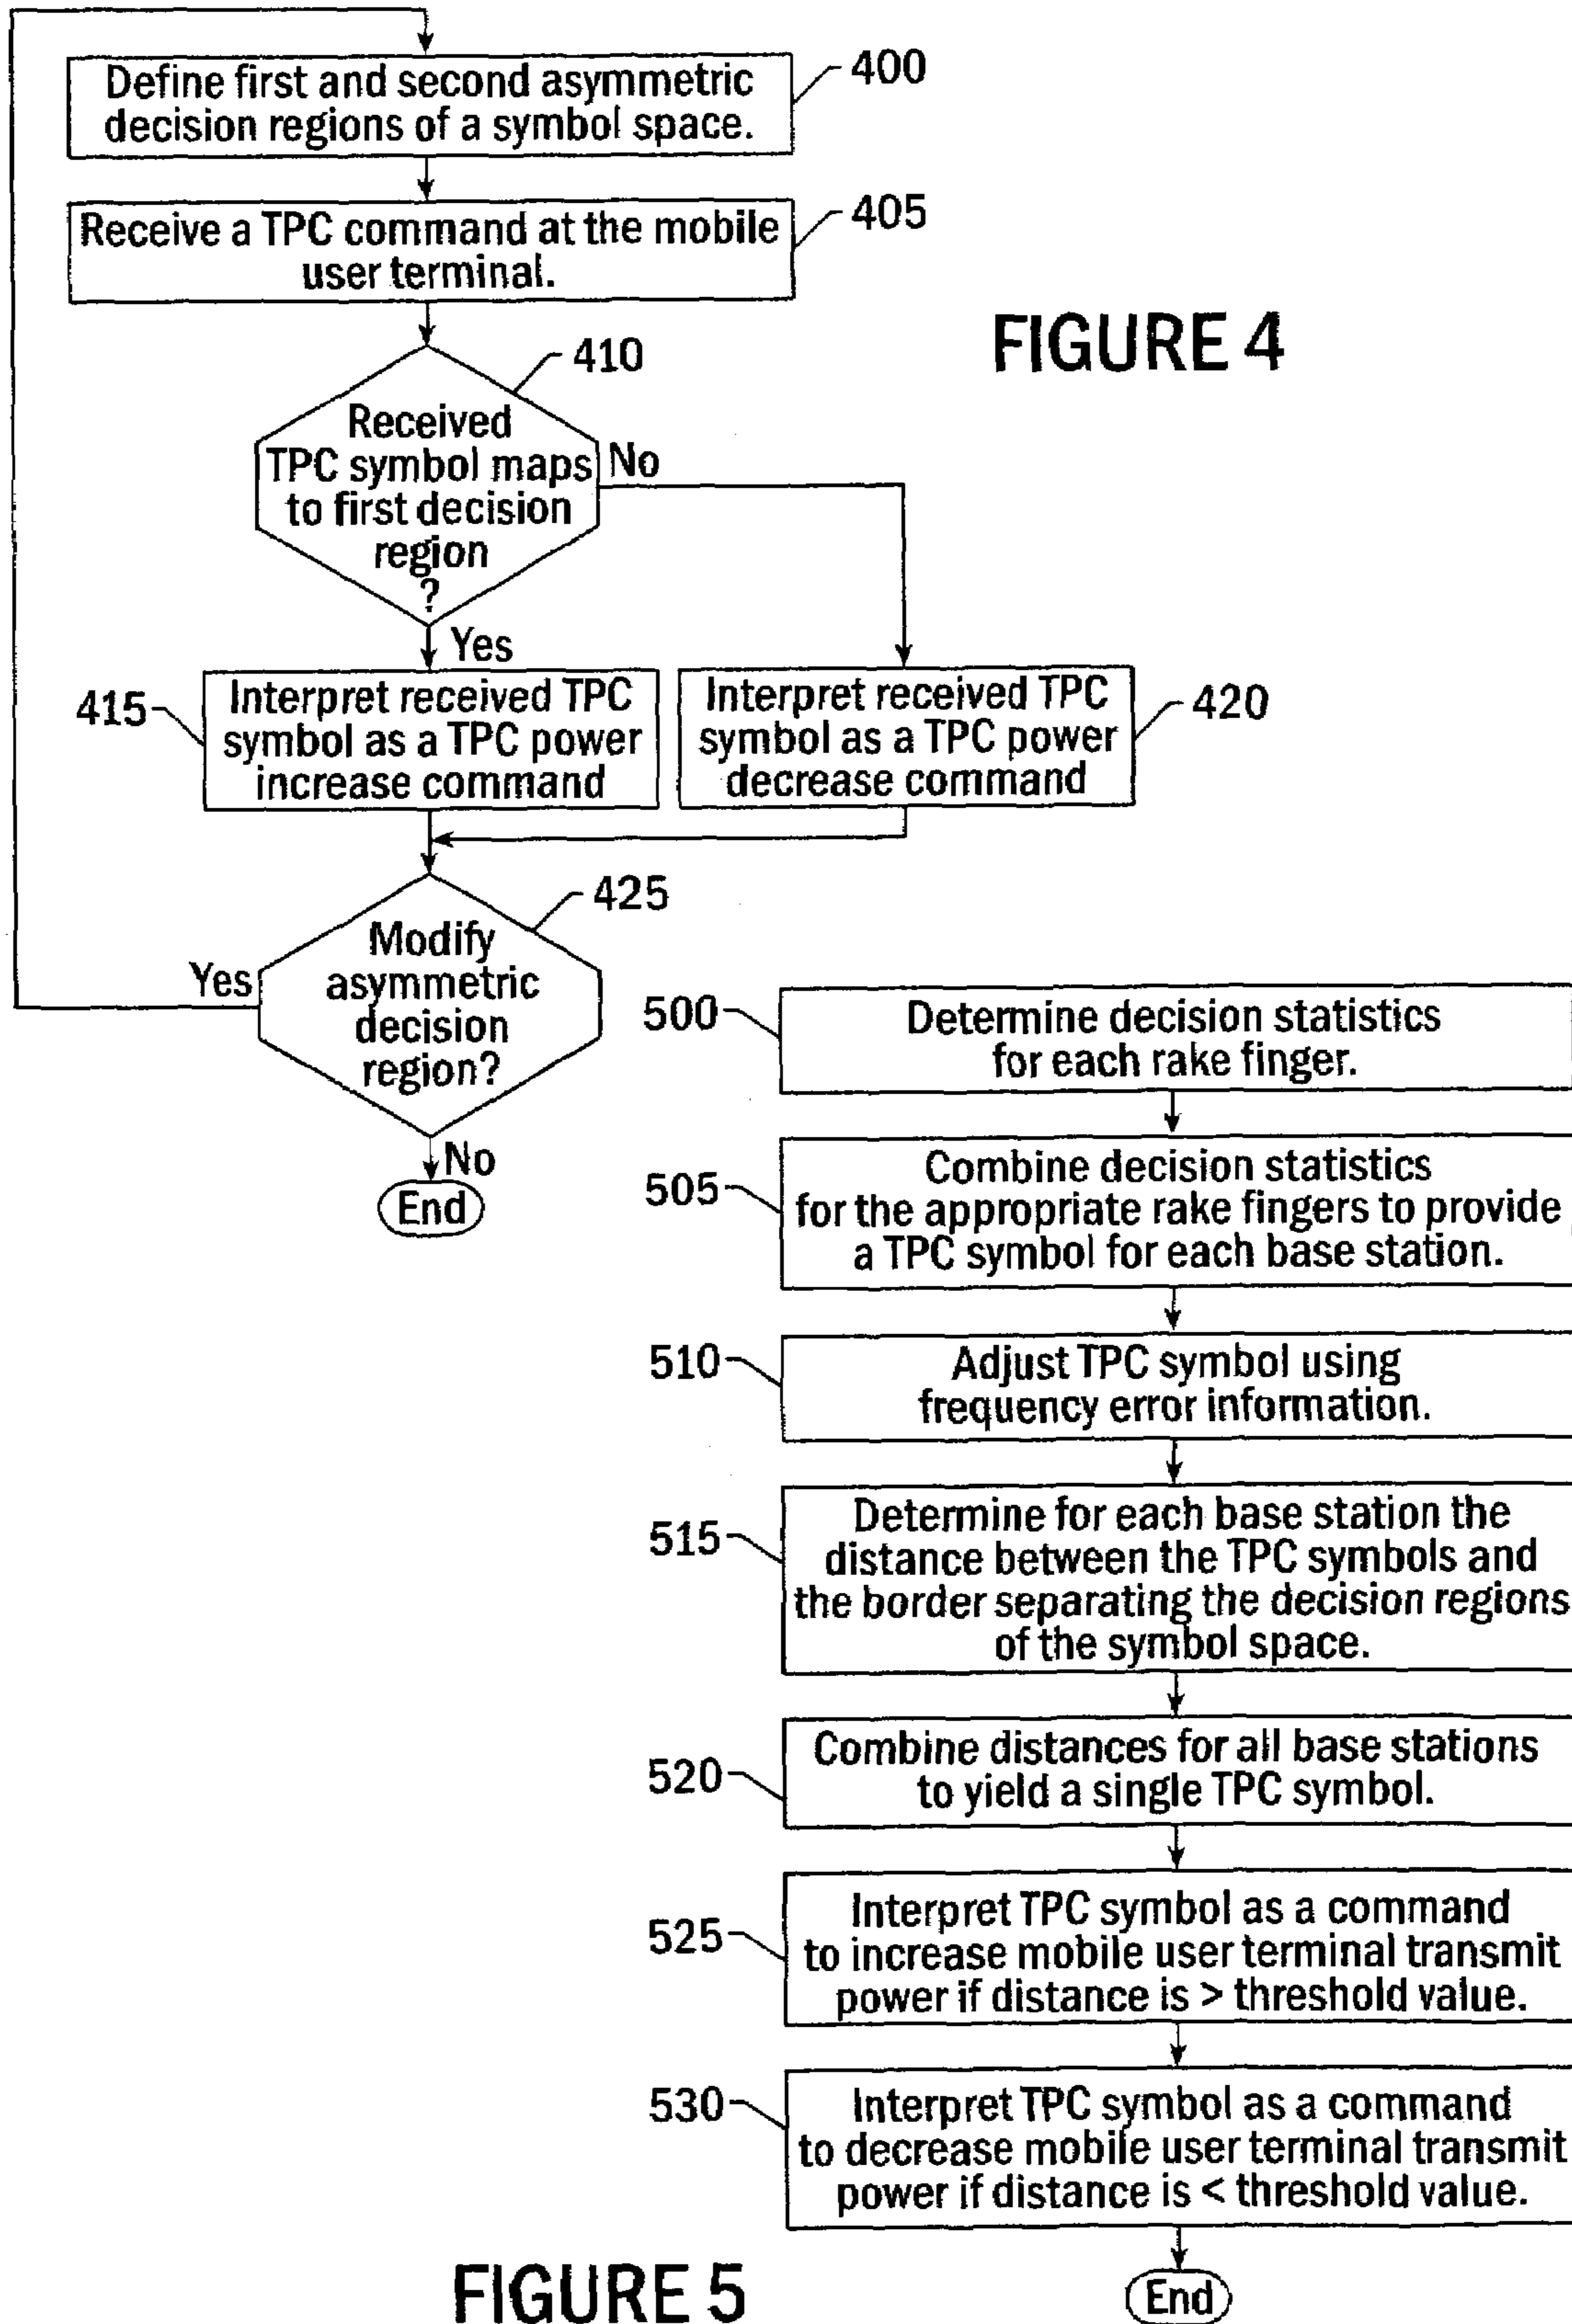 Define first and second asymmetric
decision regions of a symbol space.
400
Receive a TPC command at the mobile
user terminal.
405
FIGURE 4
410
Received
TPC symbol maps
to first decision
region
?
No
Yes
415
Interpret received TPC
symbol as a TPC power
increase command
Interpret received TPC
symbol as a TPC power
decrease command
420
425
Modify
asymmetric
decision
region?
Yes
No
End
500
Determine decision statistics
for each rake finger.
505
Combine decision statistics
for the appropriate rake fingers to provide
a TPC symbol for each base station.
510
Adjust TPC symbol using
frequency error information.
515
Determine for each base station the
distance between the TPC symbols and
the border separating the decision regions
of the symbol space.
520
Combine distances for all base stations
to yield a single TPC symbol.
525
Interpret TPC symbol as a command
to increase mobile user terminal transmit
power if distance is > threshold value.
530
Interpret TPC symbol as a command
to decrease mobile user terminal transmit
power if distance is < threshold value.
End
FIGURE 5